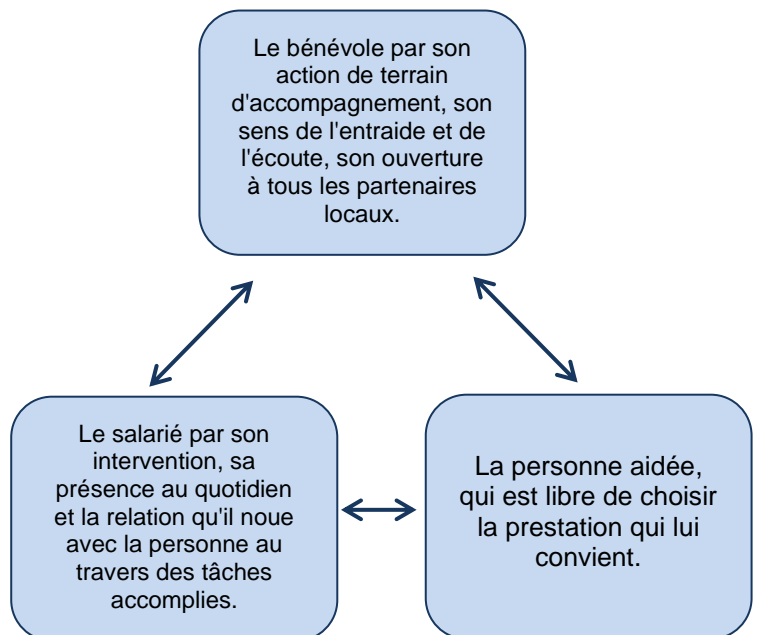 Le bénévole par son
action de terrain
d'accompagnement, son
sens de l'entraide et de
l'écoute, son ouverture
à tous les partenaires
locaux.
Le salarié par son
intervention, sa
présence au quotidien
et la relation qu'il noue
avec la personne au
travers des tâches
accomplies.
La personne aidée,
qui est libre de choisir
la prestation qui lui
convient.